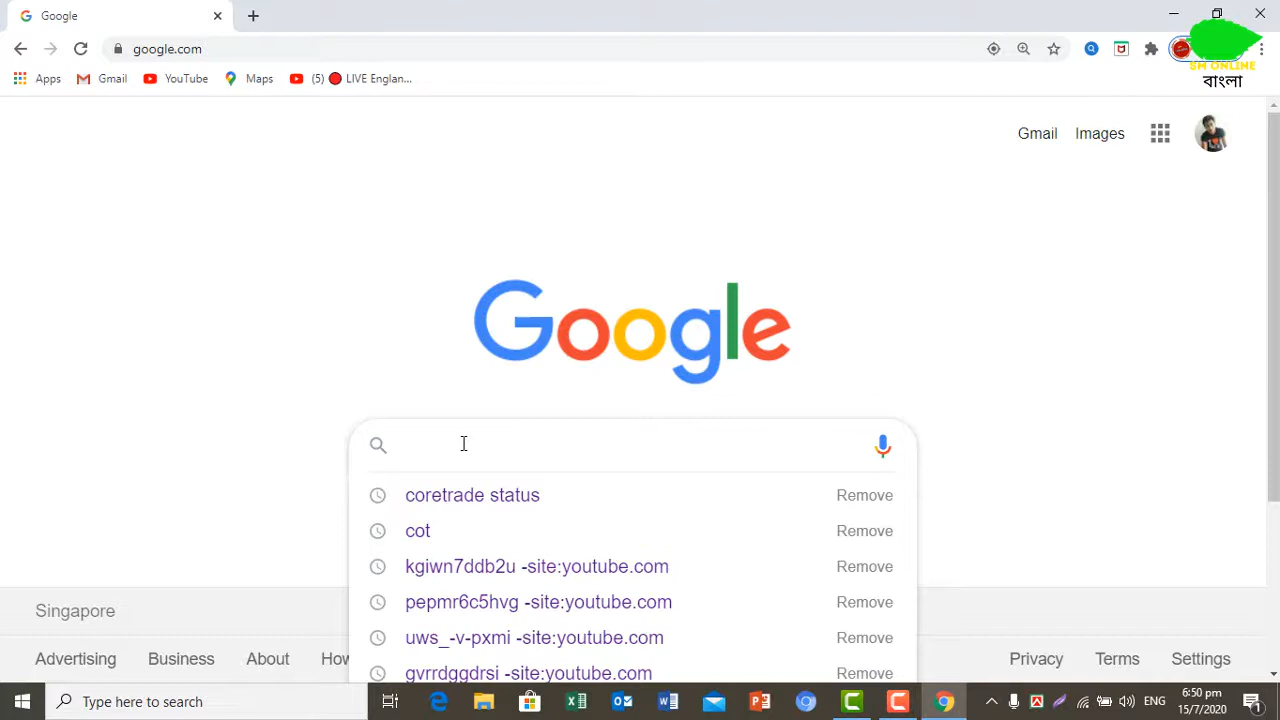 Google
google.com
SM ONLINE
বাংলা
Apps Gmail YouTube Maps (5) LIVE Englan...
Gmail Images
Google
coretrade status Remove
cot Remove
kgiwn7ddb2u -site:youtube.com Remove
pepmr6c5hvg -site:youtube.com Remove
uws_-v-pxmi -site:youtube.com Remove
gvrrdggdrsi -site:youtube.com Remove
Singapore
Advertising Business About How Privacy Terms Settings
Type here to search ENG 6:50 pm
15/7/2020 1